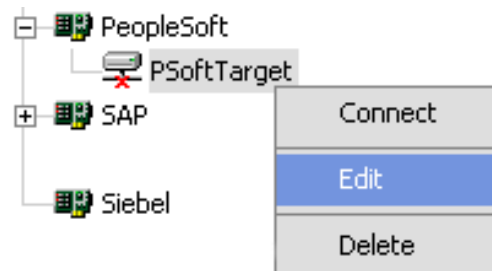 PeopleSoft
PSoftTarget
SAP
Connect
Edit
Siebel
Delete